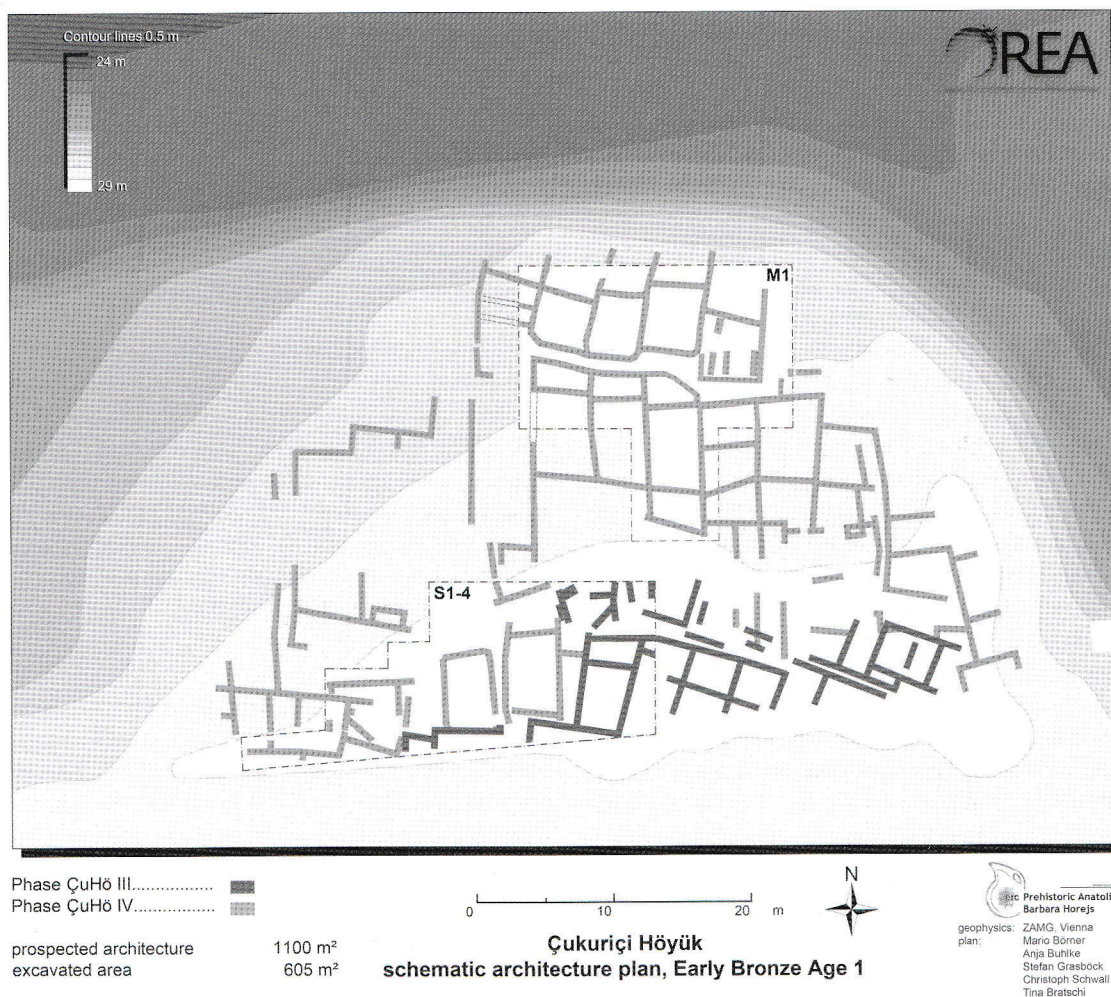 Contour lines 0.5 m
24 m
29 m
OREA
M1
S1-4
Phase ÇuHö III.................
Phase ÇuHö IV.................
prospected architecture 1100 m²
excavated area 605 m²
0 10 20 m
N
Çukuriçi Höyük
schematic architecture plan, Early Bronze Age 1
erc Prehistoric Anatoli
Barbara Horejs
geophysics: ZAMG, Vienna
plan: Mario Börner
Anja Buhlke
Stefan Grasböck
Christoph Schwall
Tina Bratschi